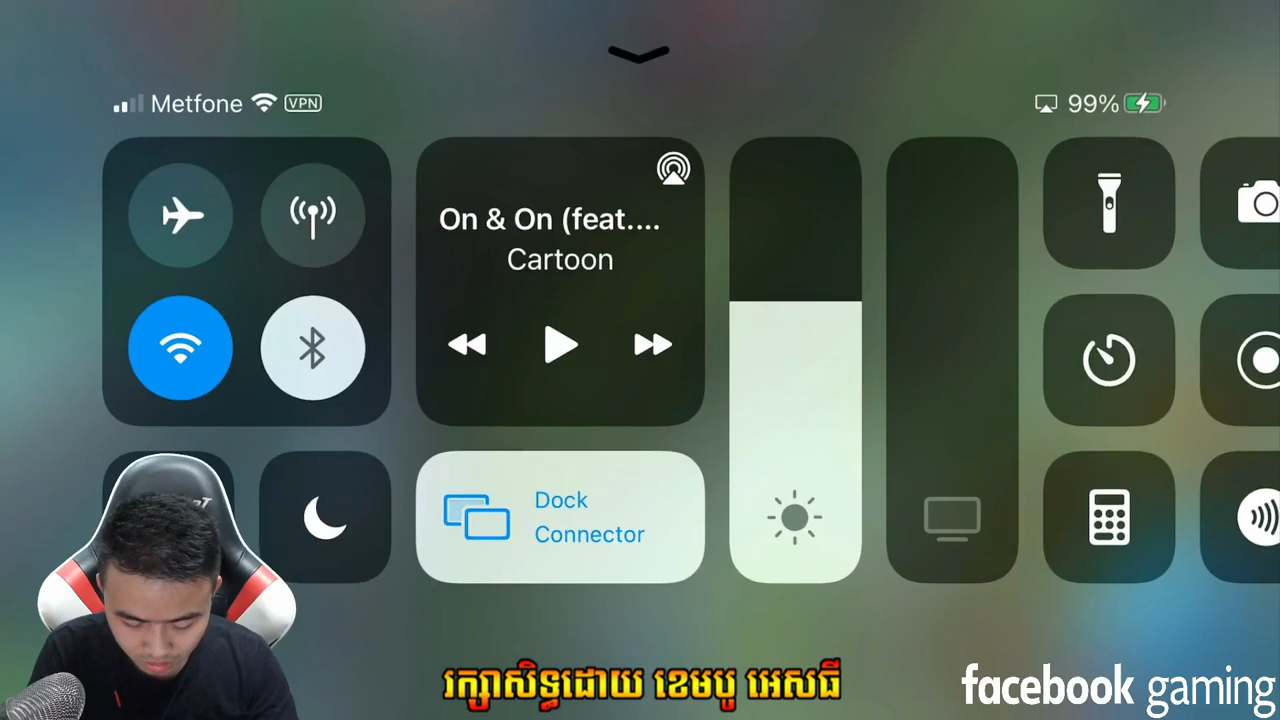 Metfone VPN
99%
On & On (feat....
Cartoon
Dock
Connector
រក្សាសិទ្ធដោយ ខេមបូ អេសធី
facebook gaming